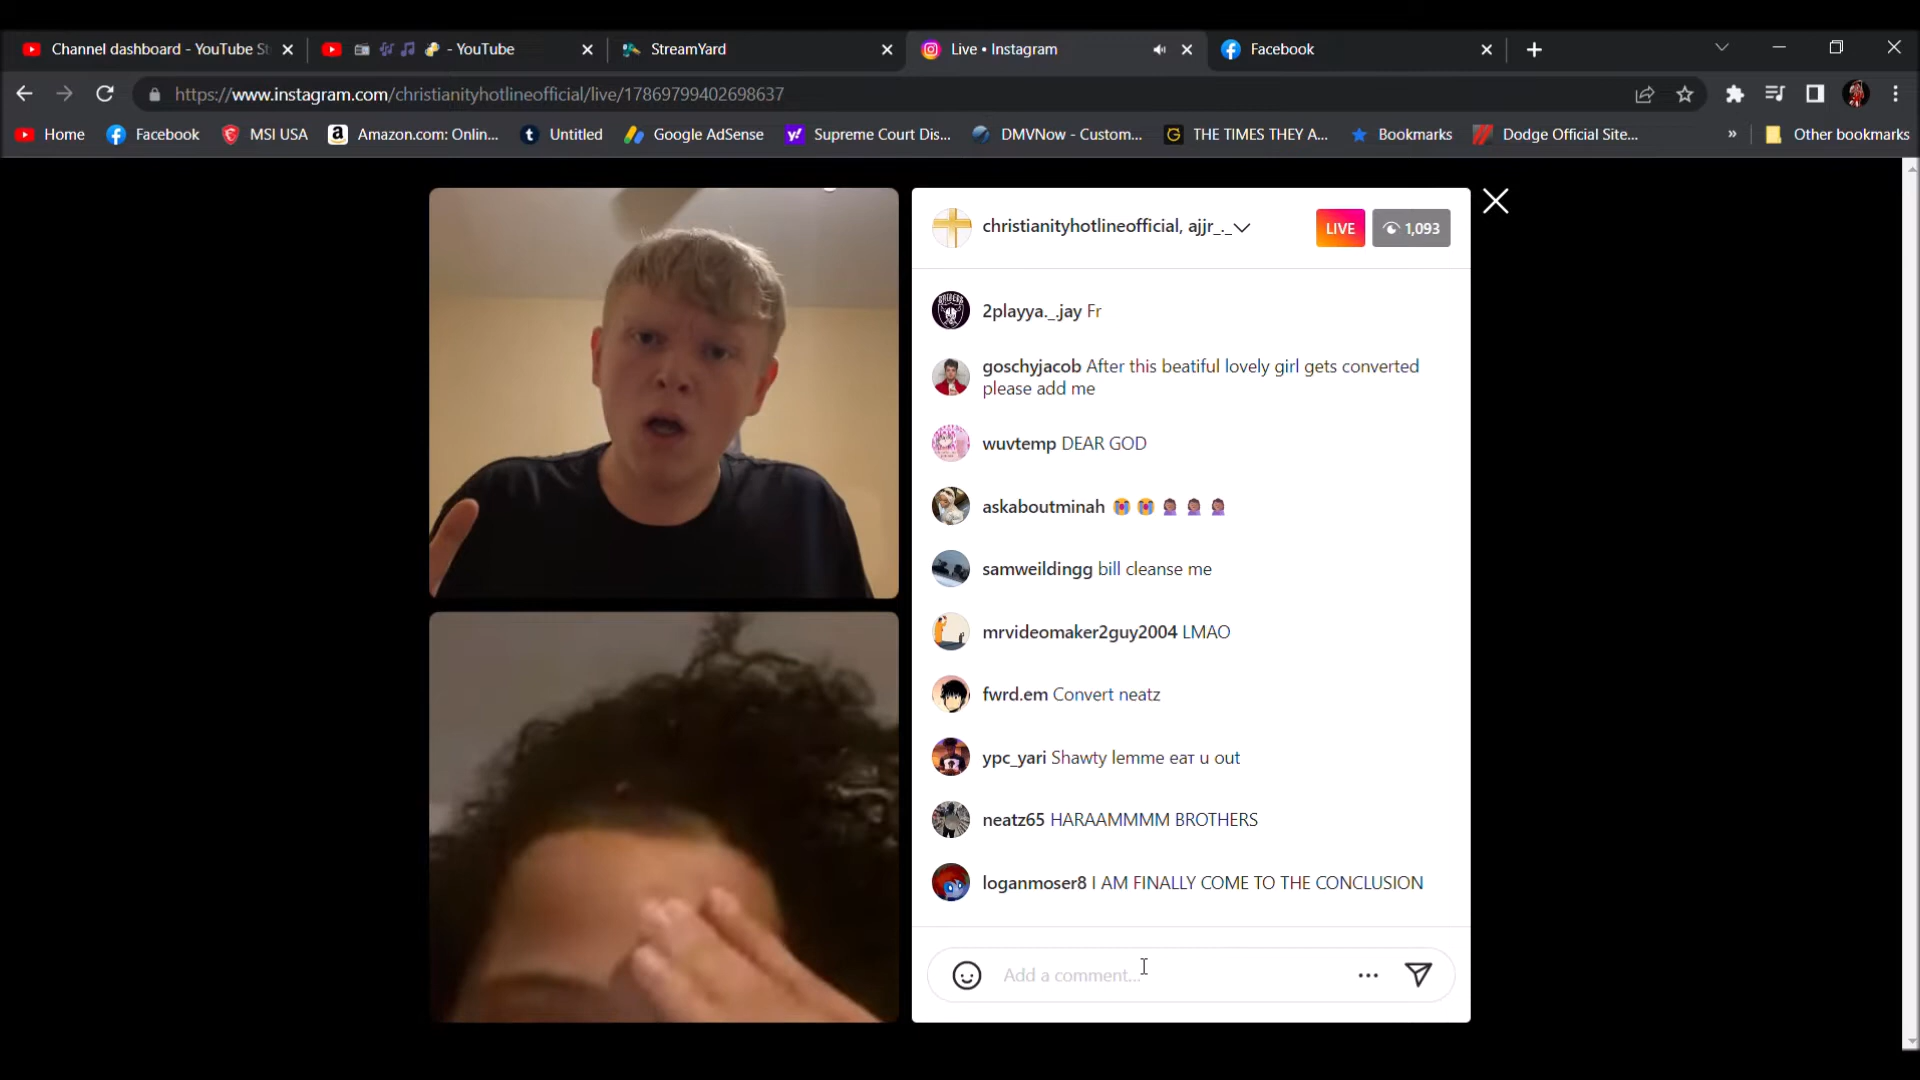 Channel dashboard - YouTube St
- YouTube
StreamYard
Live • Instagram
Facebook
https://www.instagram.com/christianityhotlineofficial/live/17869799402698637
Home
Facebook
MSI USA
Amazon.com: Onlin...
Untitled
Google AdSense
Supreme Court Dis...
DMVNow - Custom...
THE TIMES THEY A...
Bookmarks
Dodge Official Site...
»
Other bookmarks
christianityhotlineofficial, ajjr_._
LIVE
1,093
2playya._.jay Fr
goschyjacob After this beatiful lovely girl gets converted
please add me
wuvtemp DEAR GOD
askaboutminah 😭 😭 🤦🏽‍♀️ 🤦🏽‍♀️ 🤦🏽‍♀️
samweildingg bill cleanse me
mrvideomaker2guy2004 LMAO
fwrd.em Convert neatz
ypc_yari Shawty lemme eaт u out
neatz65 HARAAMMMM BROTHERS
loganmoser8 I AM FINALLY COME TO THE CONCLUSION
Add a comment...